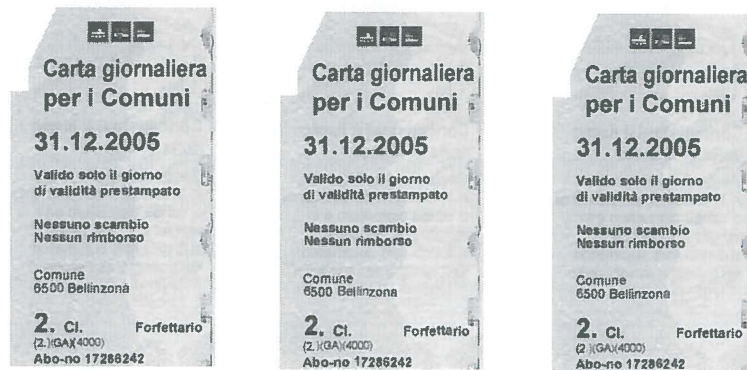 Carta giornaliera
per i Comuni
31.12.2005
Valido solo il giorno
di validità prestampato
Nessuno scambio
Nessun rimborso
Comune
6500 Bellinzona
2. Cl. Forfettario
(2.)(GA)(4000)
Abo-no 17286242
Carta giornaliera
per i Comuni
31.12.2005
Valido solo il giorno
di validità prestampato
Nessuno scambio
Nessun rimborso
Comune
6500 Bellinzona
2. Cl. Forfettario
(2.)(GA)(4000)
Abo-no 17286242
Carta giornaliera
per i Comuni
31.12.2005
Valido solo il giorno
di validità prestampato
Nessuno scambio
Nessun rimborso
Comune
6500 Bellinzona
2. Cl. Forfettario
(2.)(GA)(4000)
Abo-no 17286242